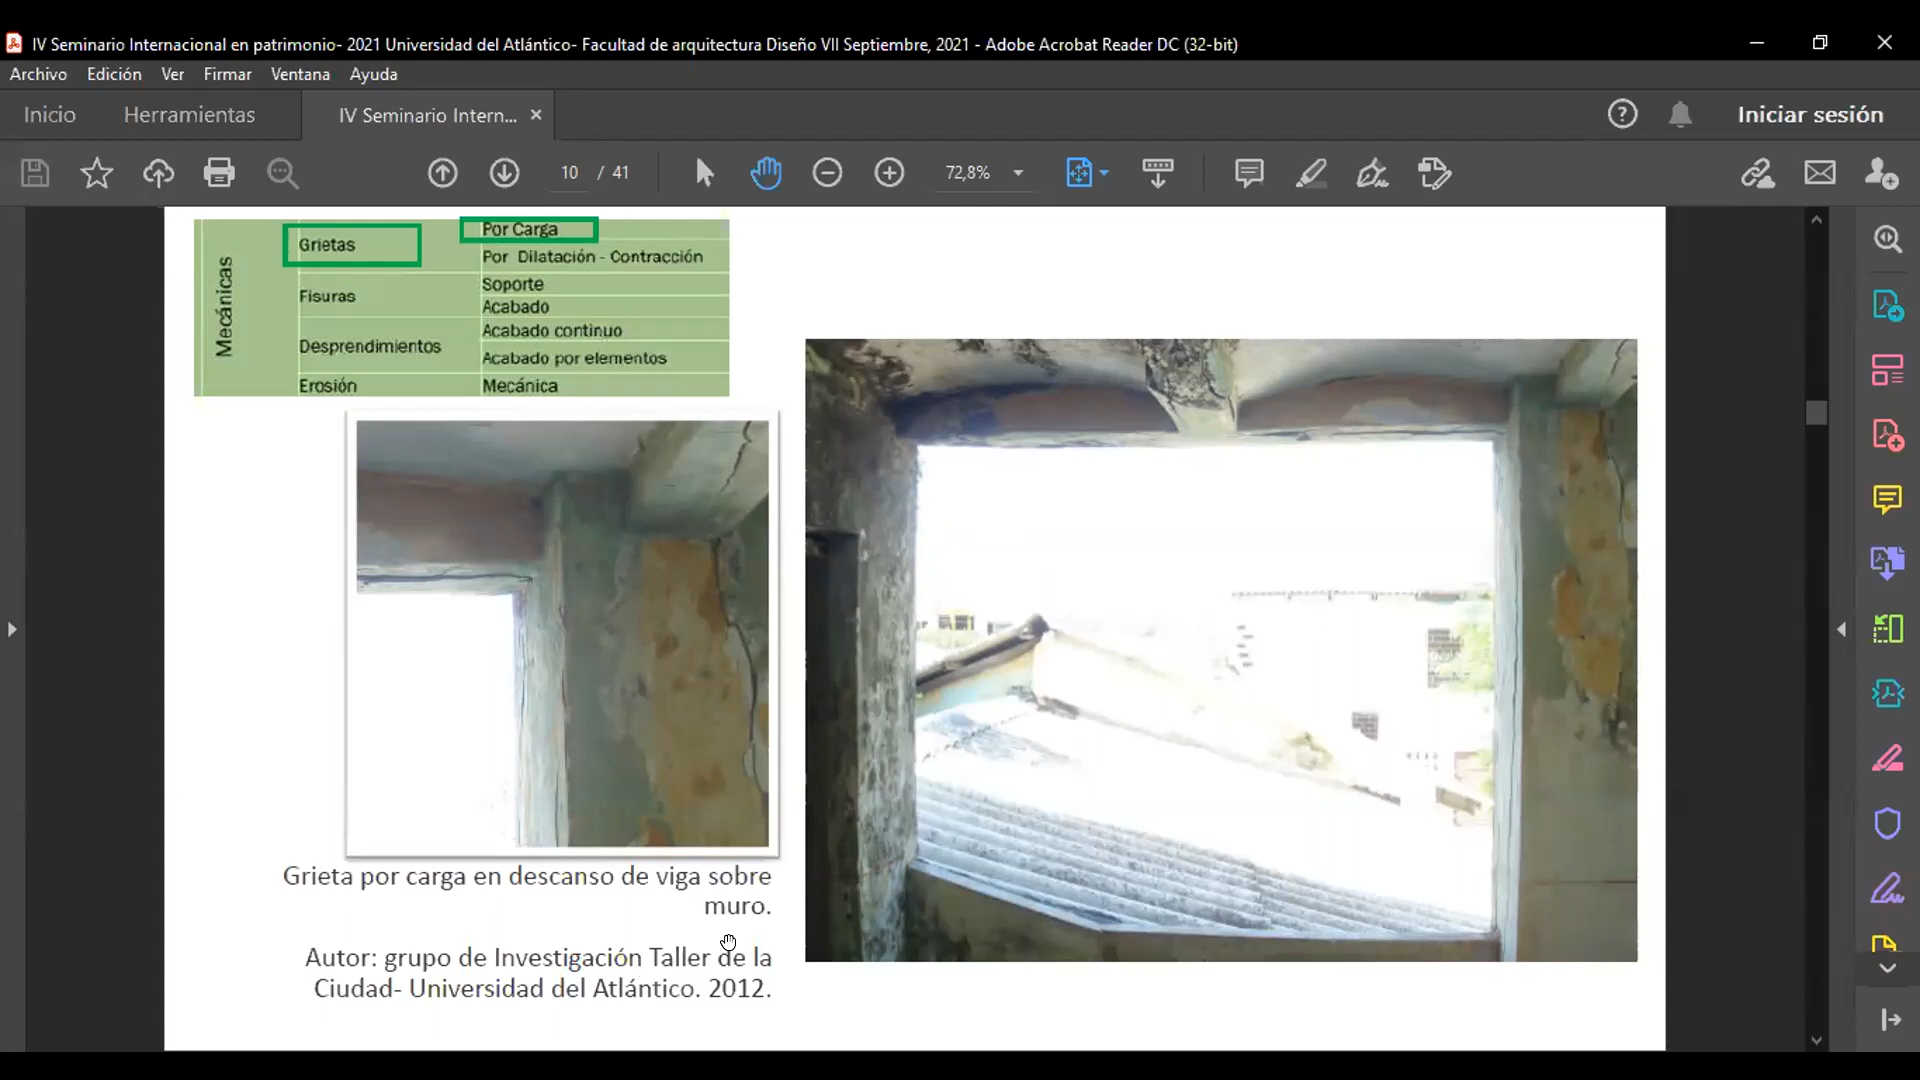 IV Seminario Internacional en patrimonio- 2021 Universidad del Atlántico- Facultad de arquitectura Diseño VII Septiembre, 2021 - Adobe Acrobat Reader DC (32-bit)
Archivo Edición Ver Firmar Ventana Ayuda
Inicio Herramientas IV Seminario Intern... Iniciar sesión
10 / 41 72,8%
Mecánicas
Grietas Por Carga
Por Dilatación - Contracción
Fisuras Soporte
Acabado
Desprendimientos Acabado continuo
Acabado por elementos
Erosión Mecánica
Grieta por carga en descanso de viga sobre
muro.
Autor: grupo de Investigación Taller de la
Ciudad- Universidad del Atlántico. 2012.